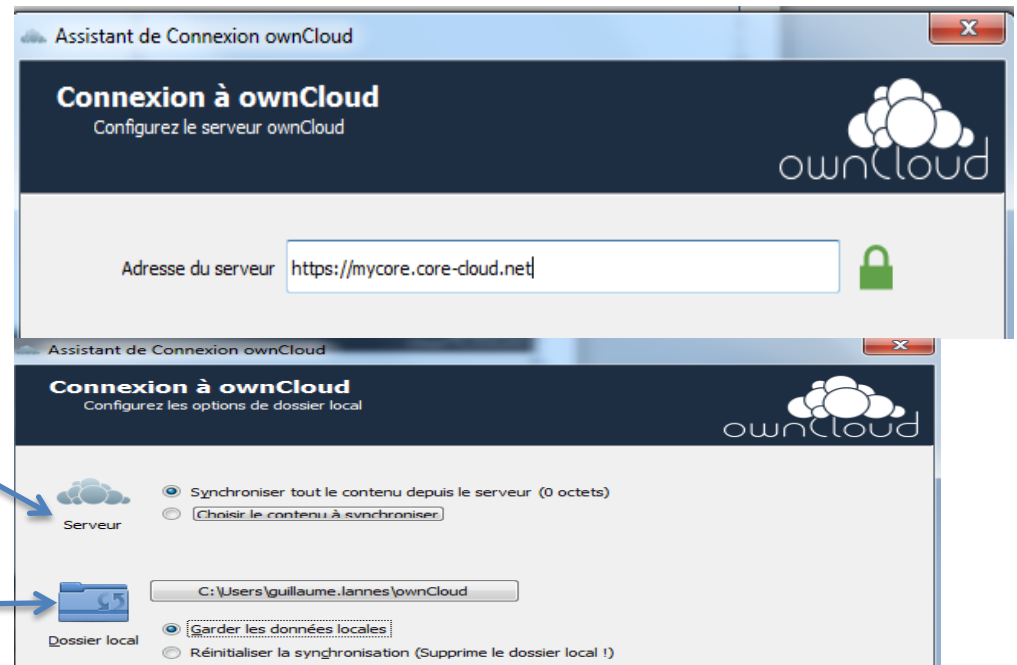 Assistant de Connexion ownCloud
x
Connexion à ownCloud
Configurez le serveur ownCloud
ownCloud
Adresse du serveur https://mycore.core-cloud.net
Assistant de Connexion ownCloud
x
Connexion à ownCloud
Configurez les options de dossier local
ownCloud
Synchroniser tout le contenu depuis le serveur (0 octets)
Choisir le contenu à synchroniser
Serveur
C:\Users\guillaume.lannes\ownCloud
Garder les données locales
Dossier local
Réinitialiser la synchronisation (Supprime le dossier local !)